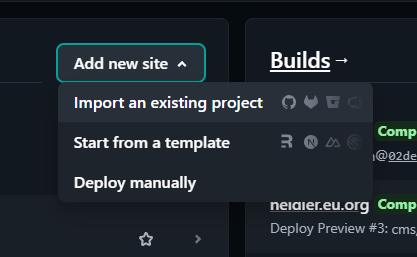 Add new site
Builds →
Import an existing project
Start from a template
Deploy manually
Comp
@02de
heidler.eu.org Comp
Deploy Preview #3: cms